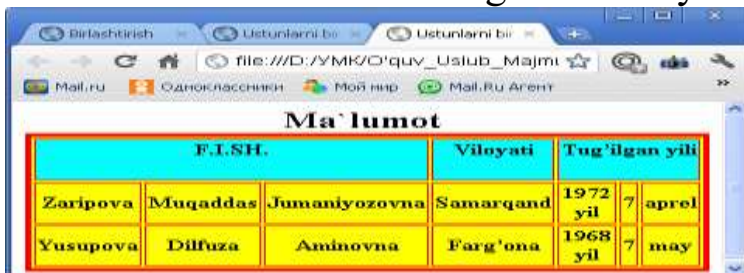 Birlashtirish
Ustunlarni bi
Ustunlarni bir
file:///D:/УМК/O'quv_Uslub_Majmu
Mail.ru Одноклассники Мой мир Mail.Ru Агент »
Ma`lumot
F.I.SH. Viloyati Tug'ilgan yili
Zaripova Muqaddas Jumaniyozovna Samarqand 1972 yil 7 aprel
Yusupova Dilfuza Aminovna Farg'ona 1968 yil 7 may